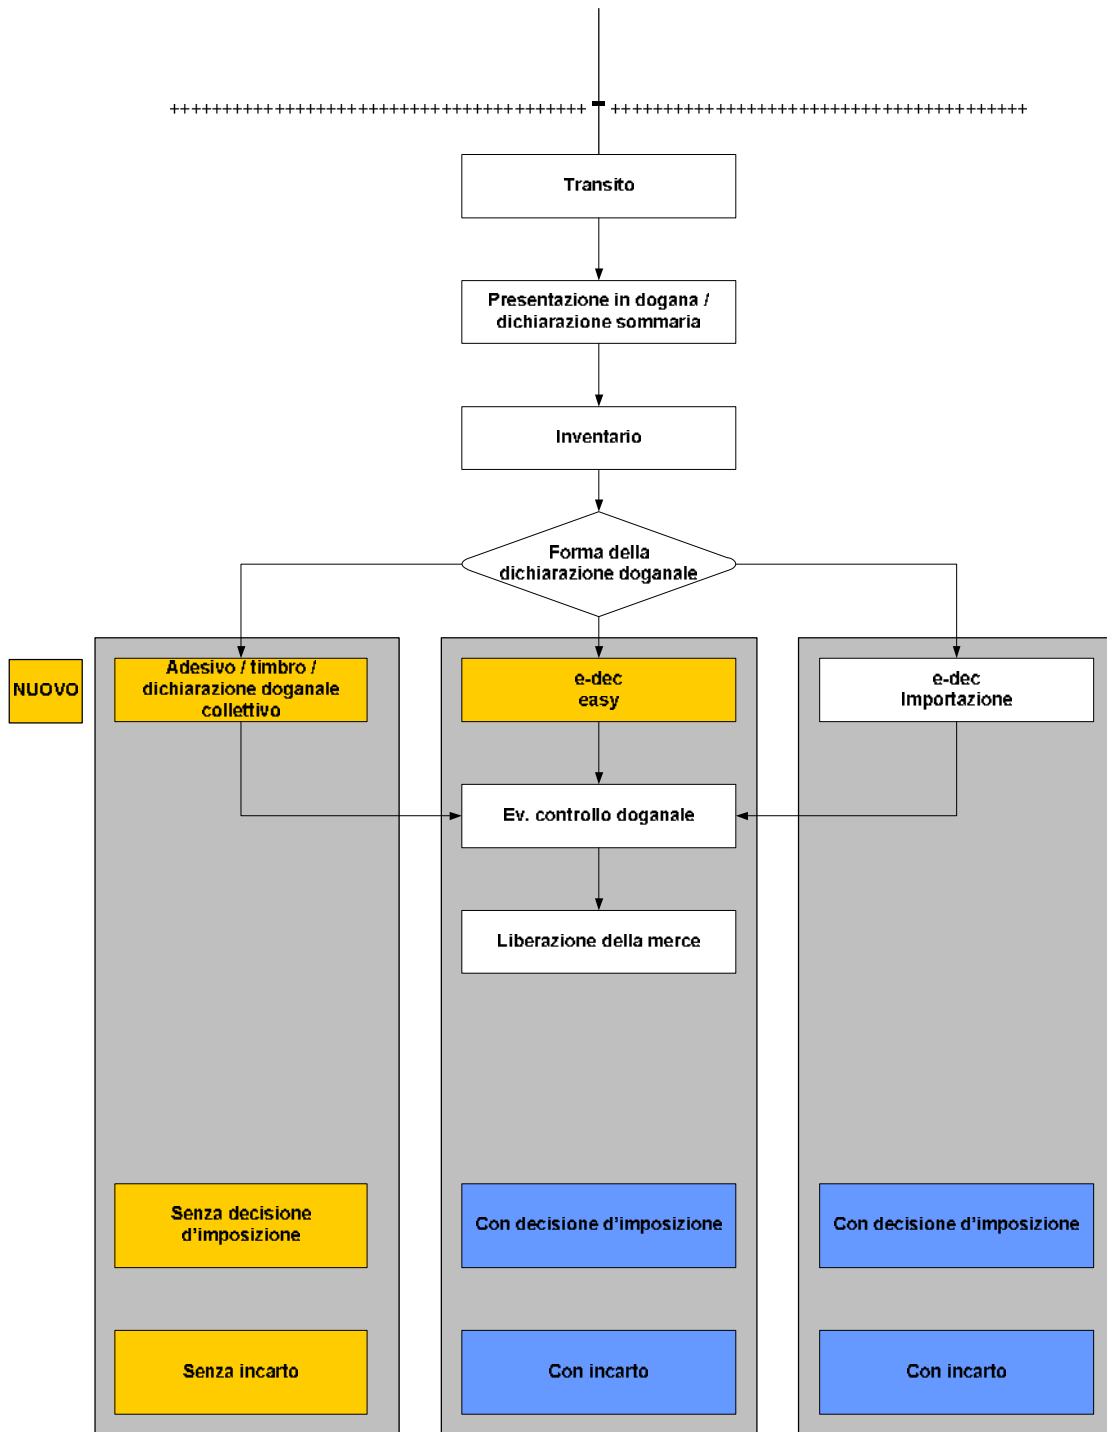 Transito
Presentazione in dogana /
dichiarazione sommaria
Inventario
Forma della
dichiarazione doganale
NUOVO
Adesivo / timbro /
dichiarazione doganale
collettivo
e-dec
easy
e-dec
Importazione
Ev. controllo doganale
Liberazione della merce
Senza decisione
d'imposizione
Con decisione d'imposizione
Con decisione d'imposizione
Senza incarto
Con incarto
Con incarto